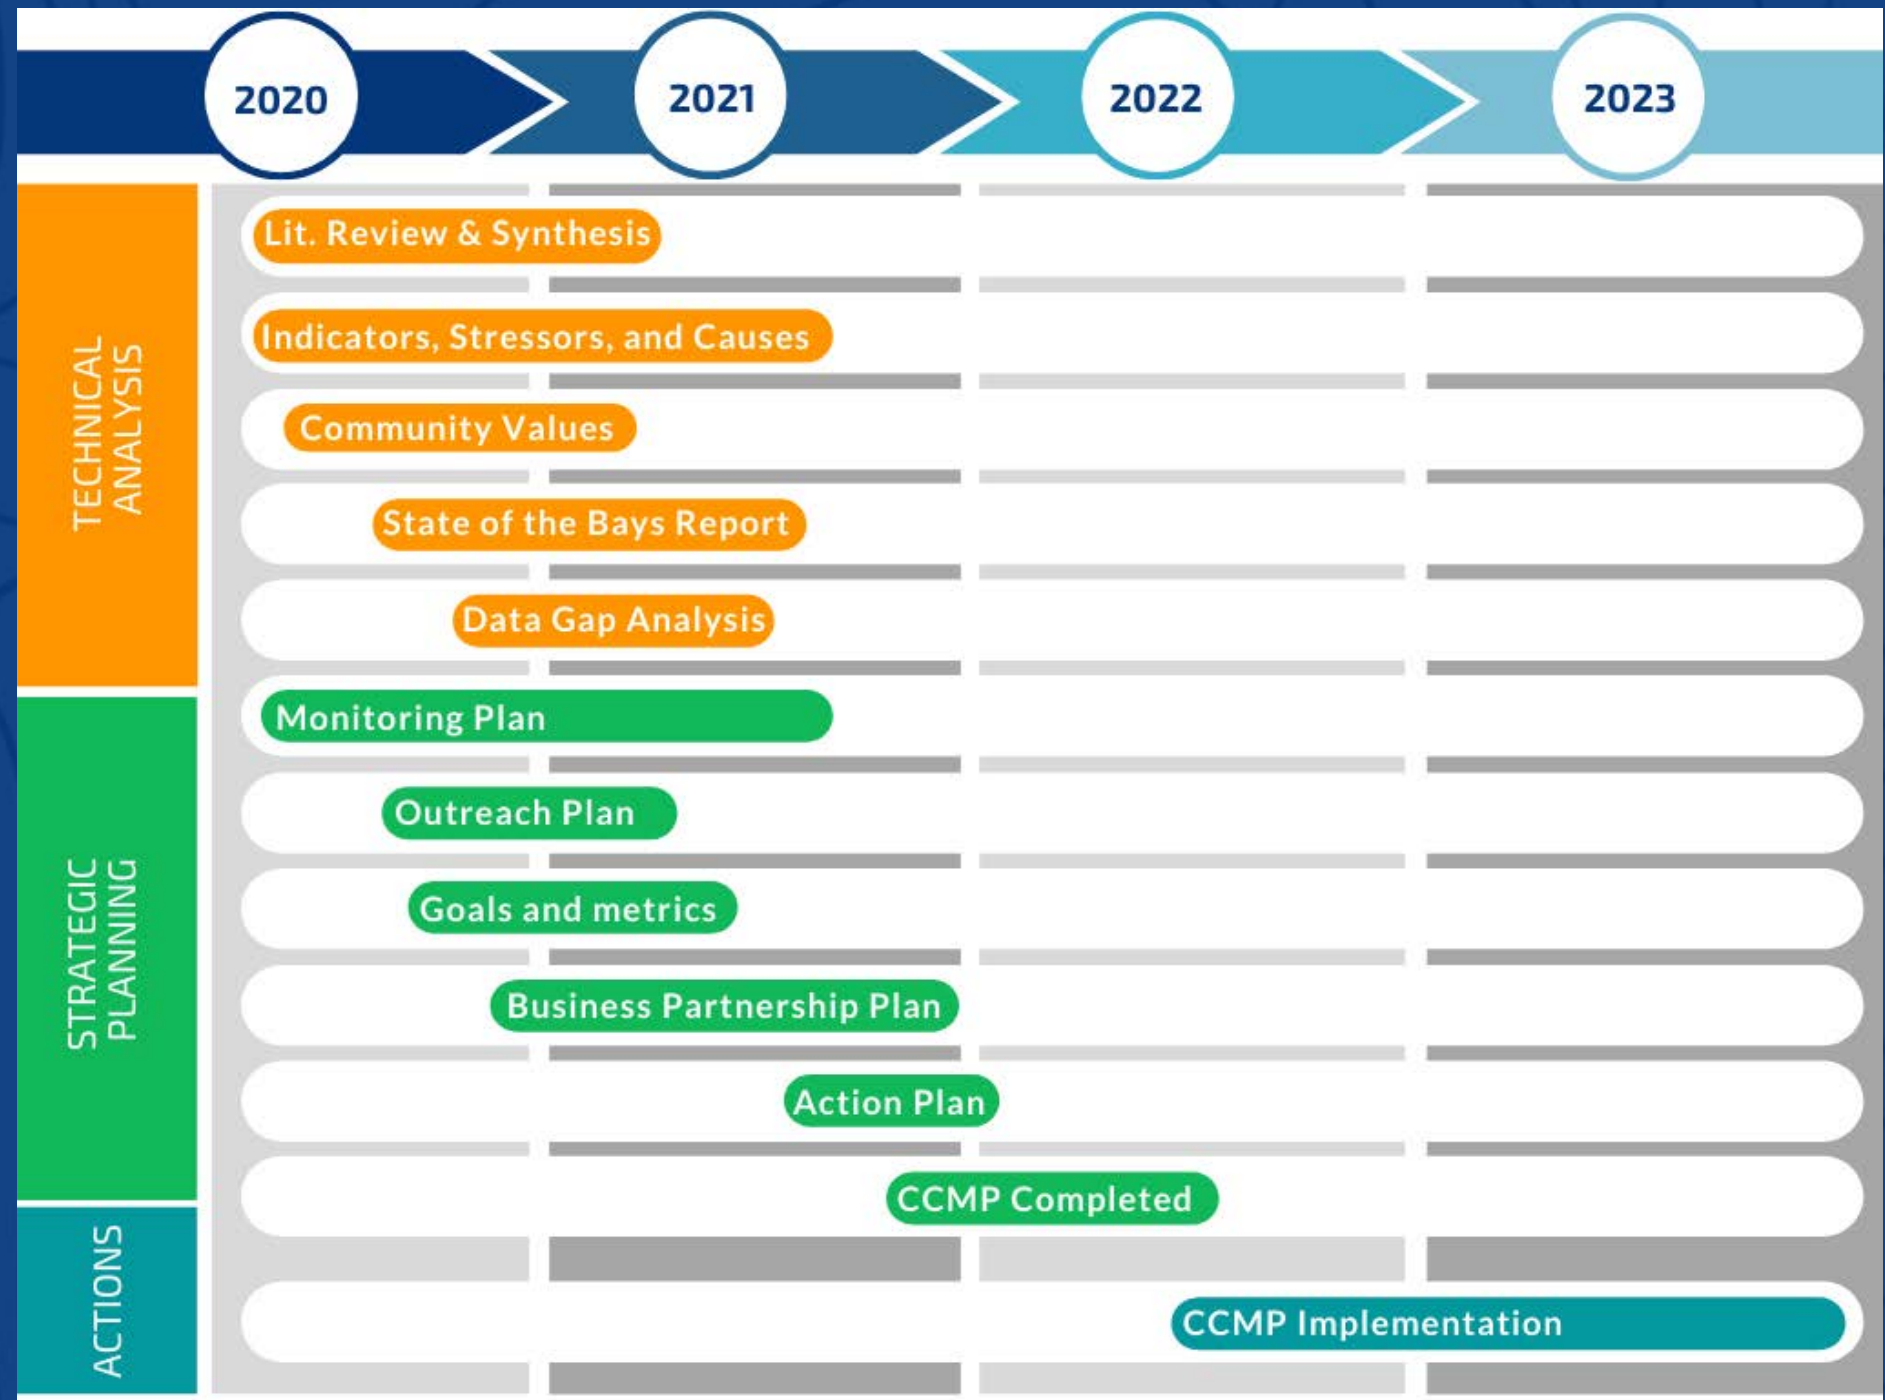 2020
2021
2022
2023
TECHNICAL
ANALYSIS
Lit. Review & Synthesis
Indicators, Stressors, and Causes
Community Values
State of the Bays Report
Data Gap Analysis
STRATEGIC
PLANNING
Monitoring Plan
Outreach Plan
Goals and metrics
Business Partnership Plan
Action Plan
CCMP Completed
ACTIONS
CCMP Implementation